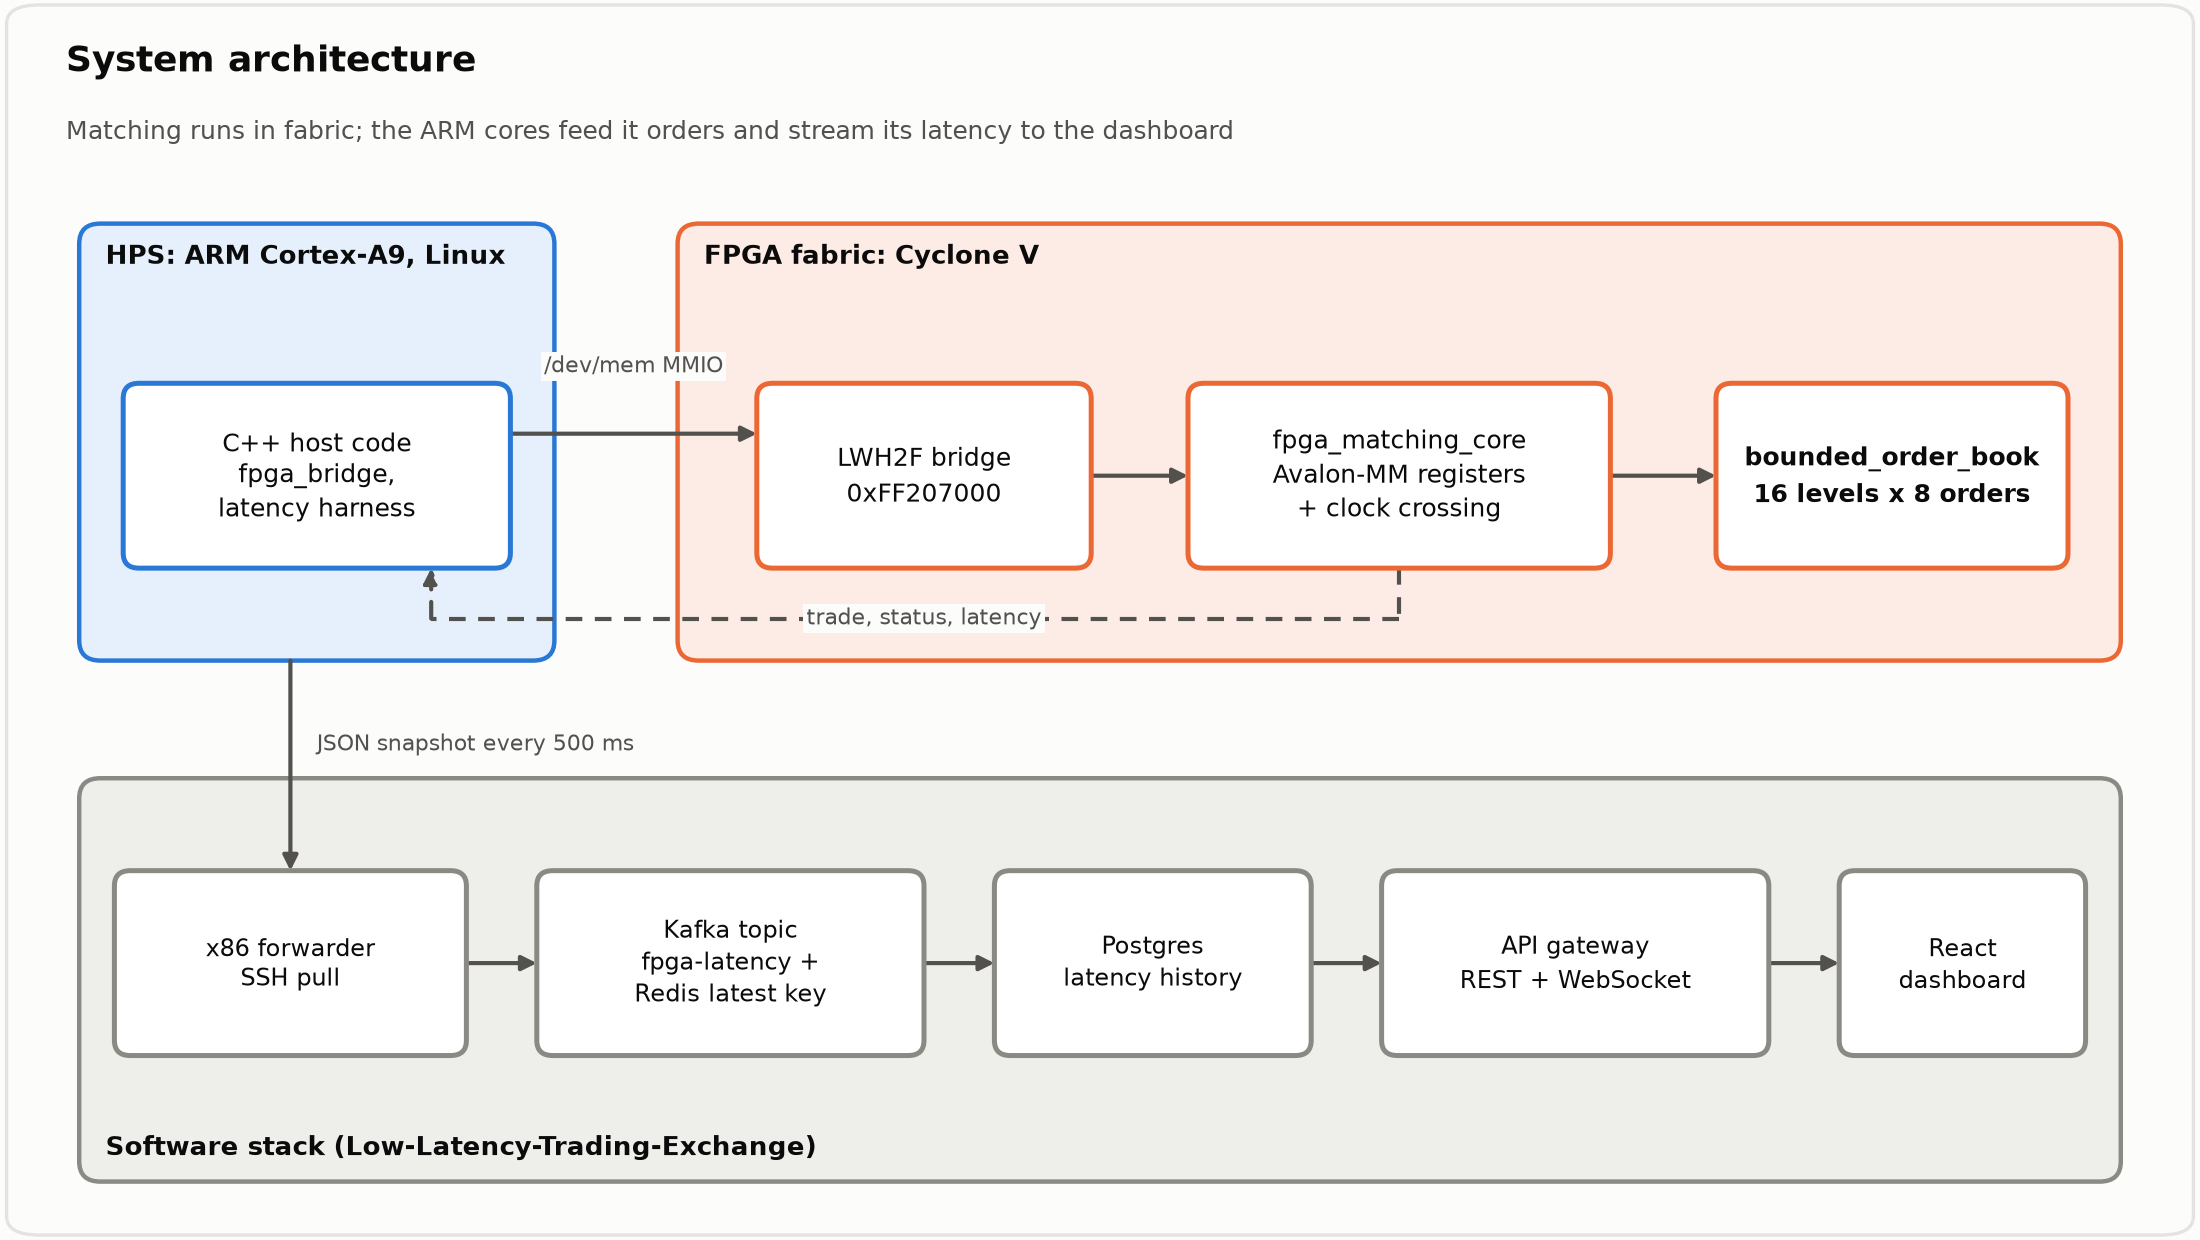 System architecture
Matching runs in fabric; the ARM cores feed it orders and stream its latency to the dashboard
HPS: ARM Cortex-A9, Linux
FPGA fabric: Cyclone V
/dev/mem MMIO
C++ host code
fpga_bridge,
latency harness
LWH2F bridge
0xFF207000
fpga_matching_core
Avalon-MM registers
+ clock crossing
bounded_order_book
16 levels x 8 orders
trade, status, latency
JSON snapshot every 500 ms
x86 forwarder
SSH pull
Kafka topic
fpga-latency +
Redis latest key
Postgres
latency history
API gateway
REST + WebSocket
React
dashboard
Software stack (Low-Latency-Trading-Exchange)